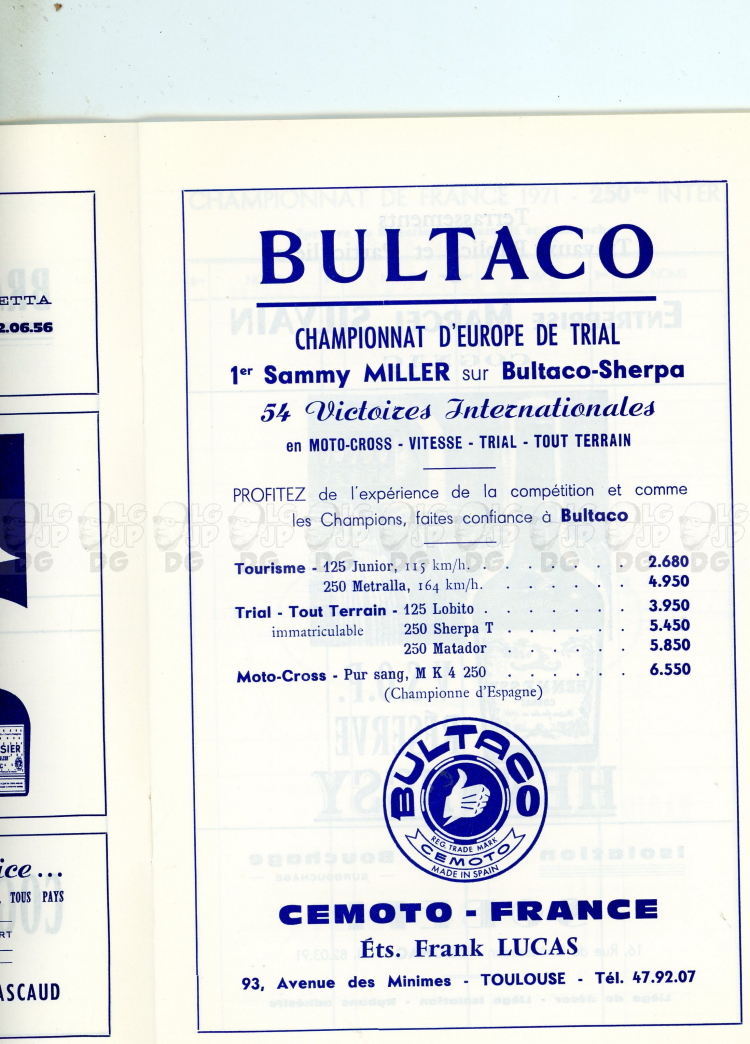 BULTACO
CHAMPIONNAT D'EUROPE DE TRIAL
1er Sammy MILLER sur Bultaco-Sherpa
54 Victoires Internationales
en MOTO-CROSS - VITESSE - TRIAL - TOUT TERRAIN
PROFITEZ de l'expérience de la compétition et comme
les Champions, faites confiance à Bultaco
Tourisme - 125 Junior, 115 km/h. . . . . . . . 2.680
250 Metralla, 164 km/h. . . . . . . 4.950
Trial - Tout Terrain - 125 Lobito . . . . . . . 3.950
immatriculable 250 Sherpa T . . . . . . 5.450
250 Matador . . . . . . 5.850
Moto-Cross - Pur sang, M K 4 250 . . . . . . 6.550
(Championne d'Espagne)
BULTACO
REG. TRADE MARK
CEMOTO
MADE IN SPAIN
CEMOTO - FRANCE
Éts. Frank LUCAS
93, Avenue des Minimes - TOULOUSE - Tél. 47.92.07
ETTA
2.06.56
SIER
ice...
TOUS PAYS
RT
ASCAUD
LG JP DG